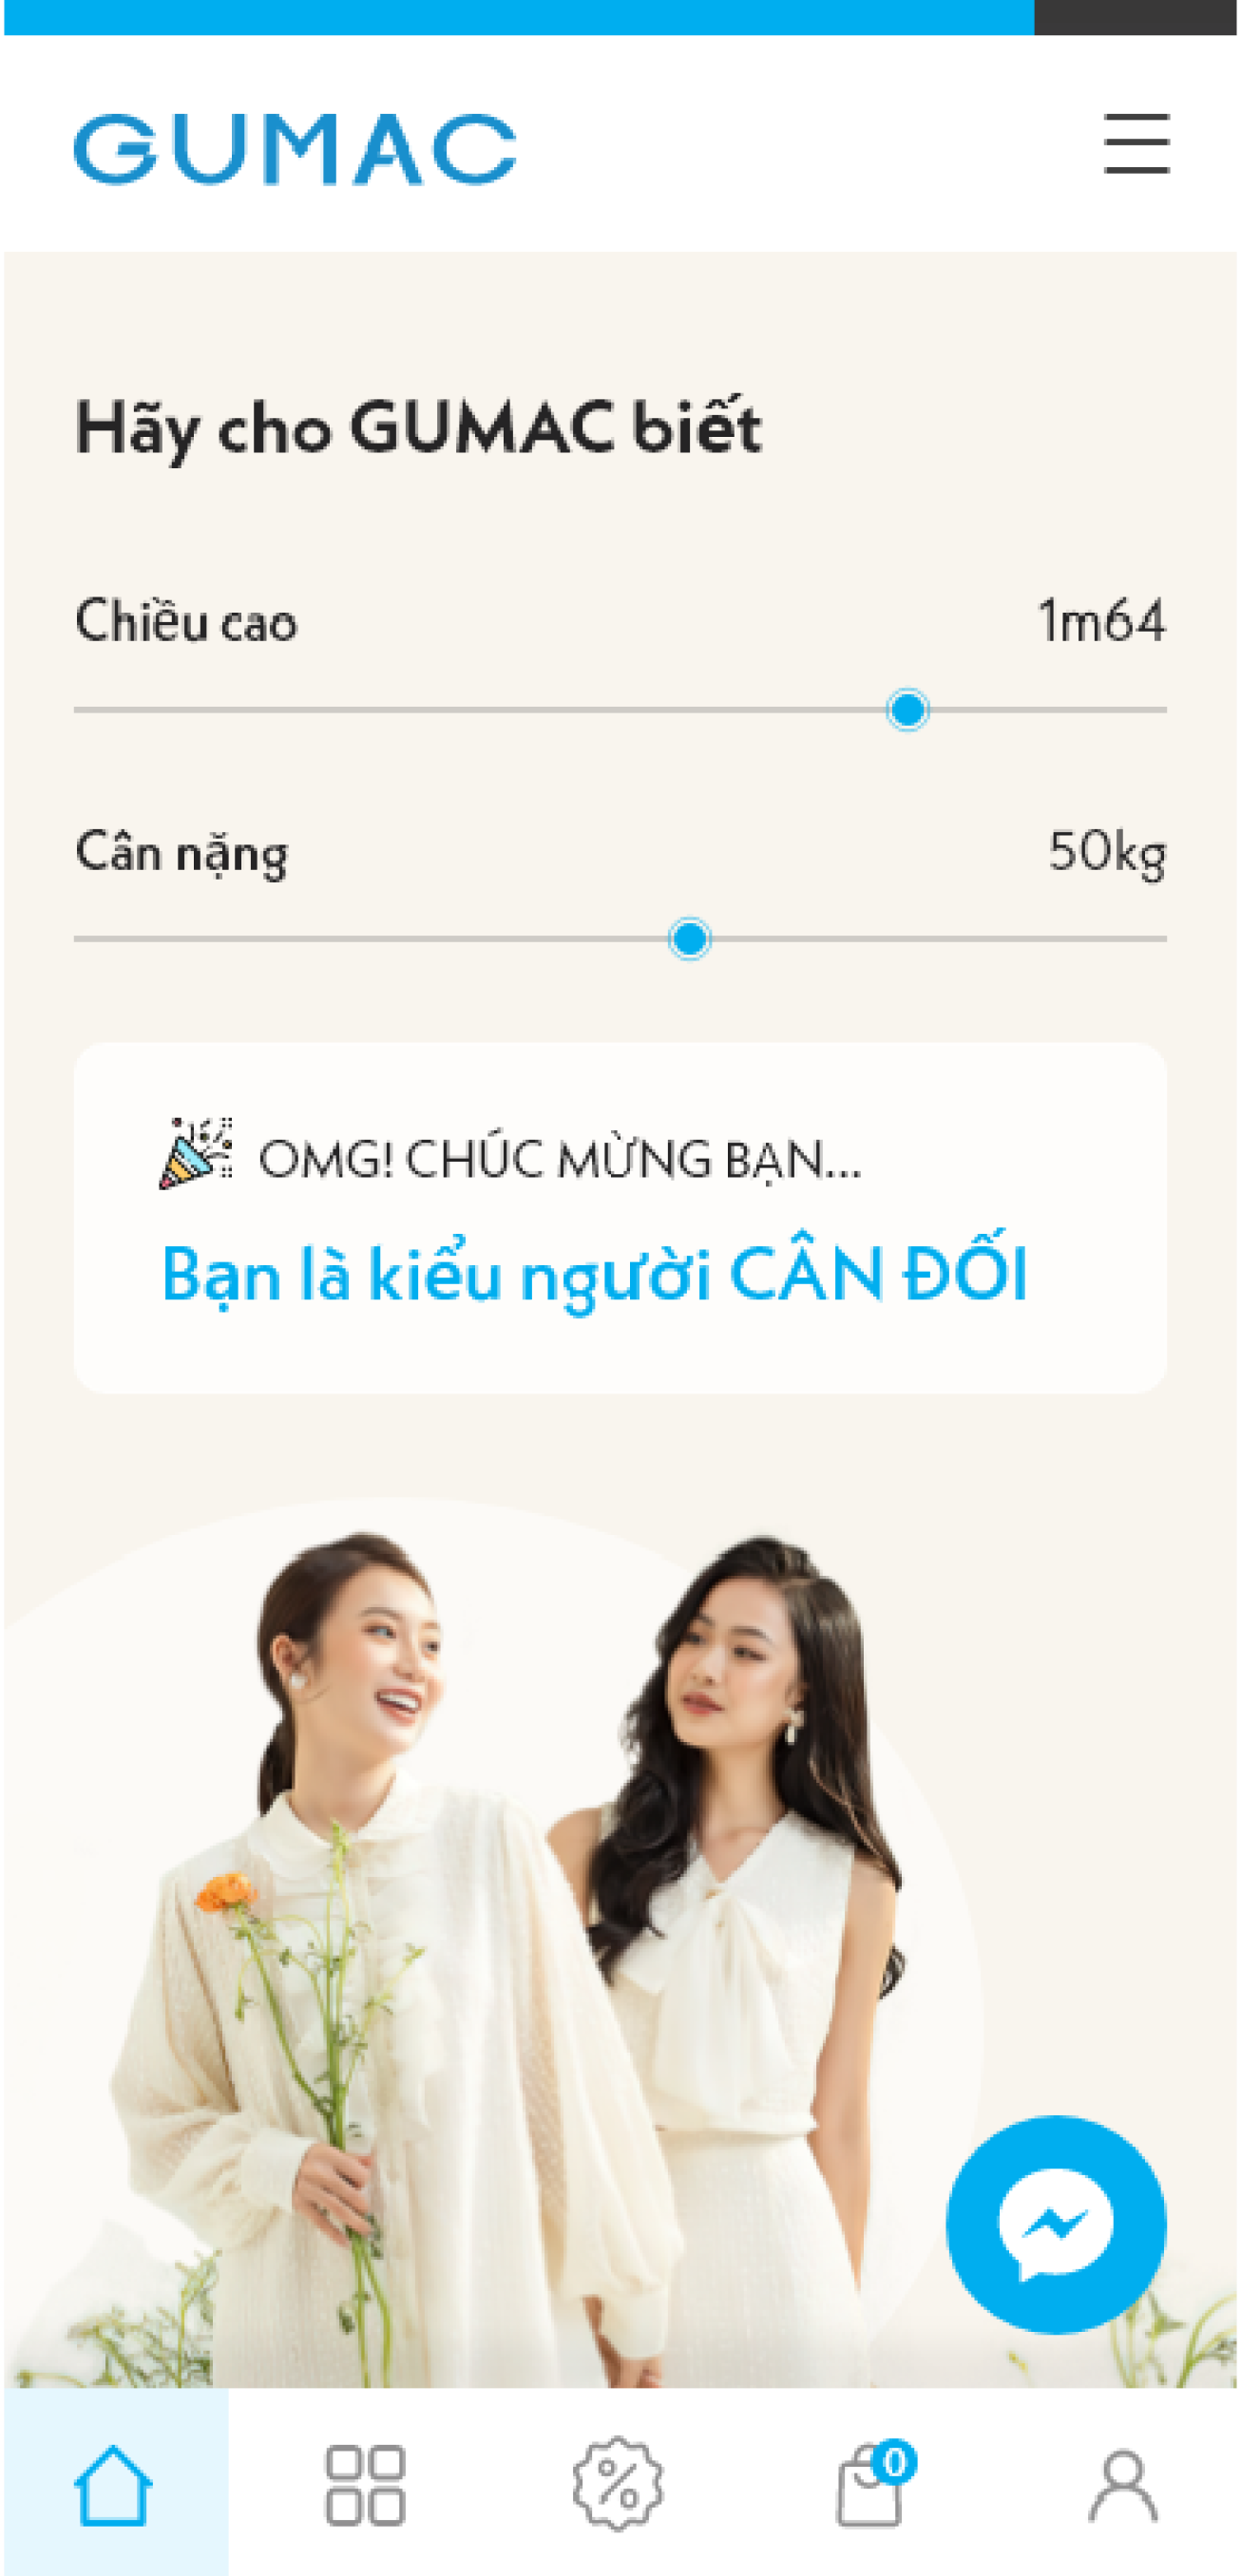 GUMAC
Hãy cho GUMAC biết
Chiều cao 1m64
Cân nặng 50kg
OMG! CHÚC MỪNG BẠN...
Bạn là kiểu người CÂN ĐỐI
0